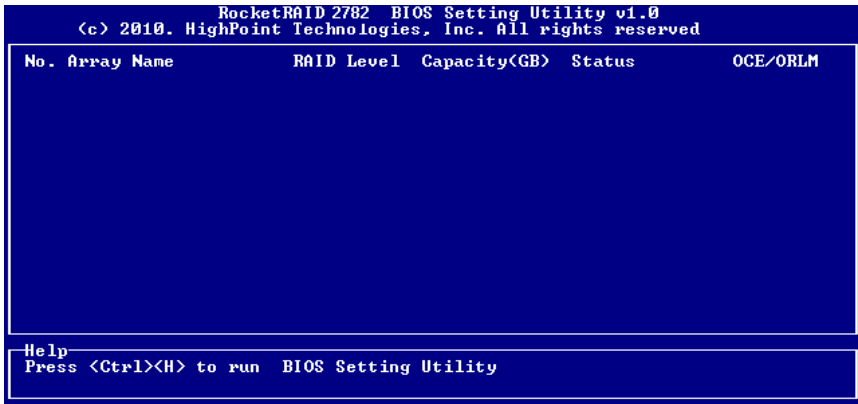 RocketRAID 2782 BIOS Setting Utility v1.0
(c) 2010. HighPoint Technologies, Inc. All rights reserved
No. Array Name RAID Level Capacity(GB) Status OCE/ORLM
Help
Press <Ctrl><H> to run BIOS Setting Utility